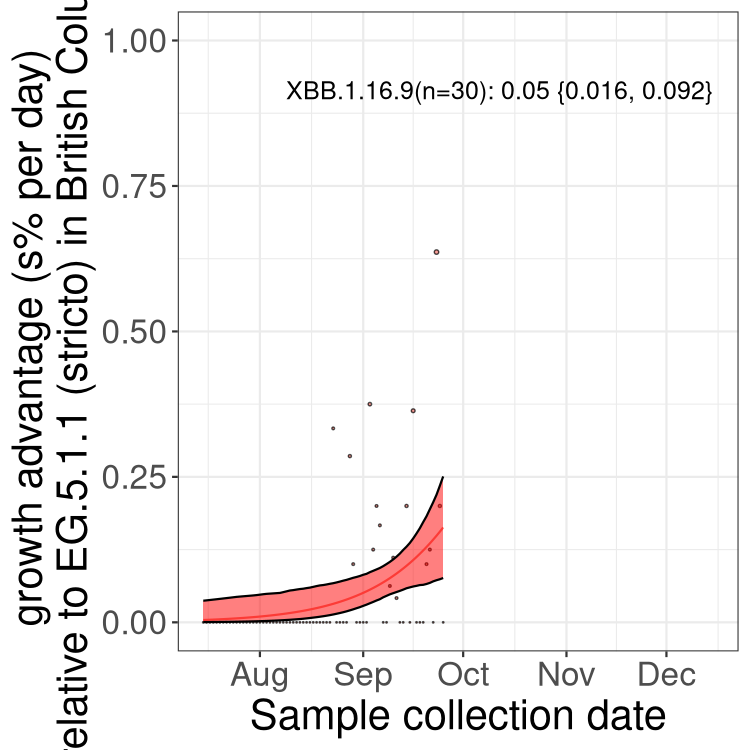 growth advantage (s% per day)
relative to EG.5.1.1 (stricto) in British Colu
1.00
0.75
0.50
0.25
0.00
XBB.1.16.9(n=30): 0.05 {0.016, 0.092}
Aug Sep Oct Nov Dec
Sample collection date